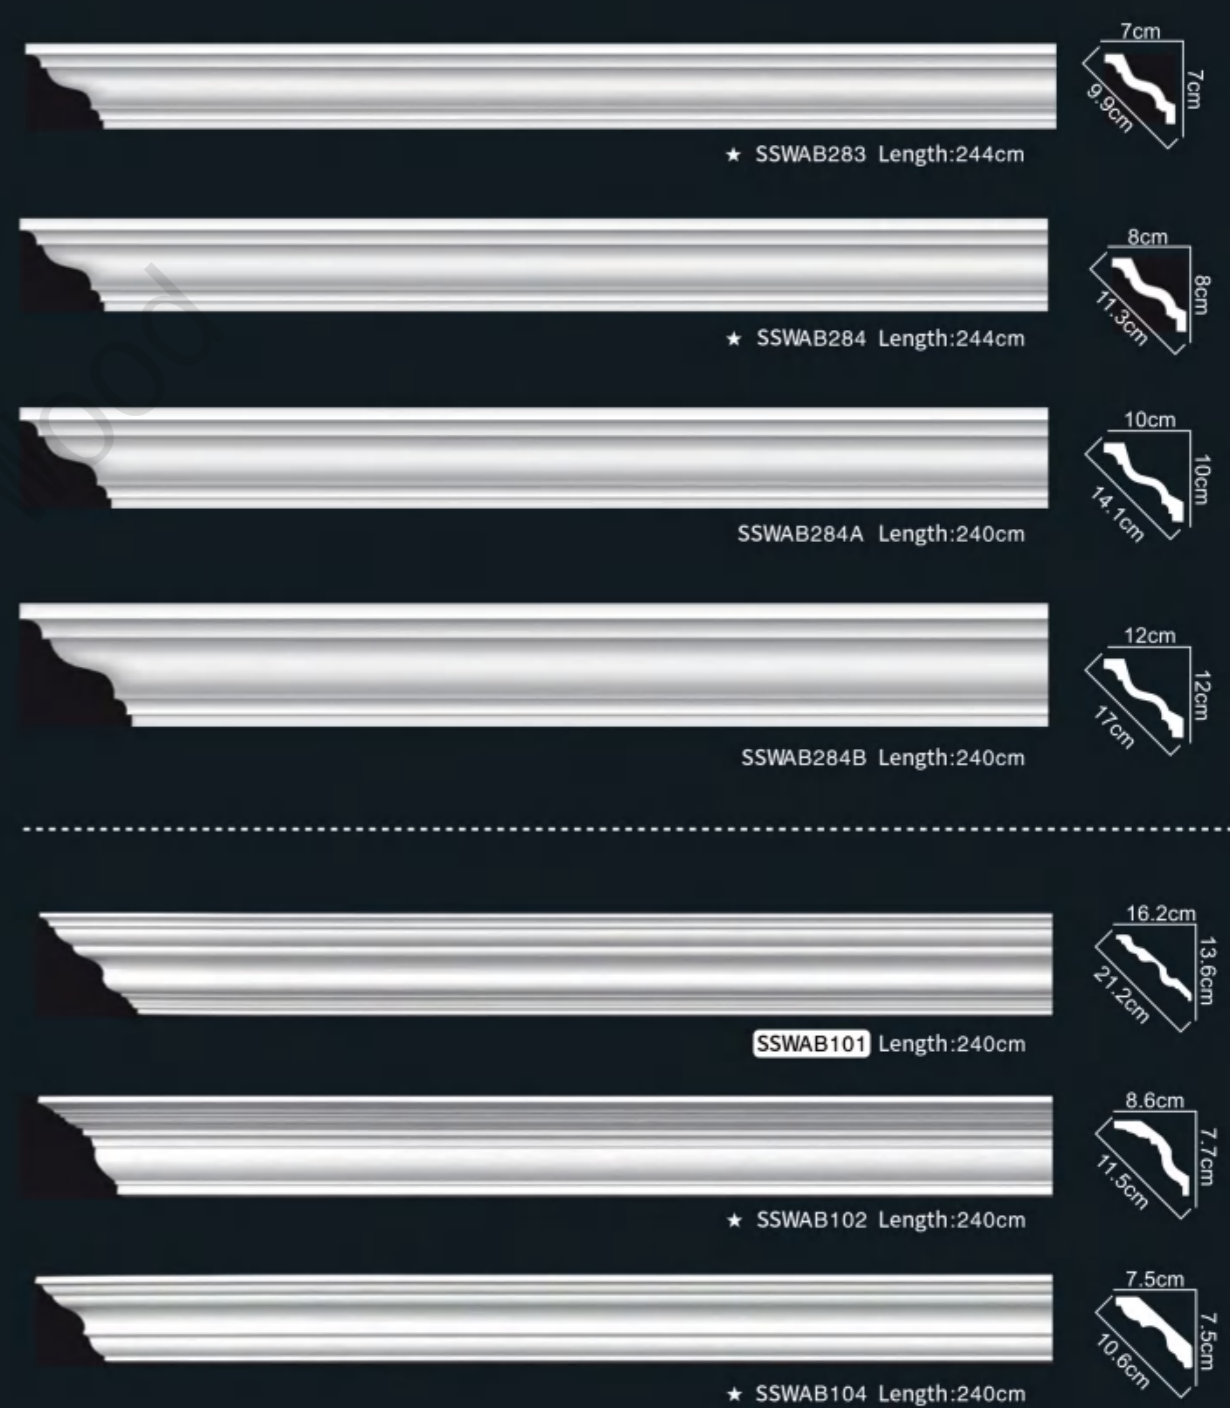 7cm
7cm
9.9cm
★ SSWAB283 Length:244cm
8cm
8cm
11.3cm
★ SSWAB284 Length:244cm
10cm
10cm
14.1cm
SSWAB284A Length:240cm
12cm
12cm
17cm
SSWAB284B Length:240cm
16.2cm
13.6cm
21.2cm
SSWAB101 Length:240cm
8.6cm
7.7cm
11.5cm
★ SSWAB102 Length:240cm
7.5cm
7.5cm
10.6cm
★ SSWAB104 Length:240cm